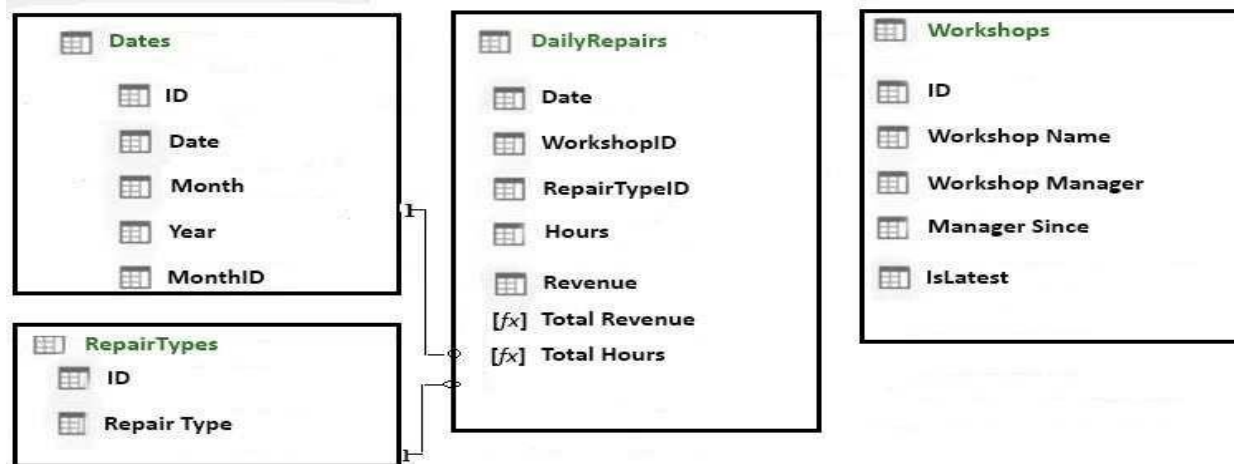 Dates
ID
Date
Month
Year
MonthID
1
RepairTypes
ID
Repair Type
1
DailyRepairs
Date
WorkshopID
RepairTypeID
Hours
Revenue
[fx] Total Revenue
[fx] Total Hours
Workshops
ID
Workshop Name
Workshop Manager
Manager Since
IsLatest